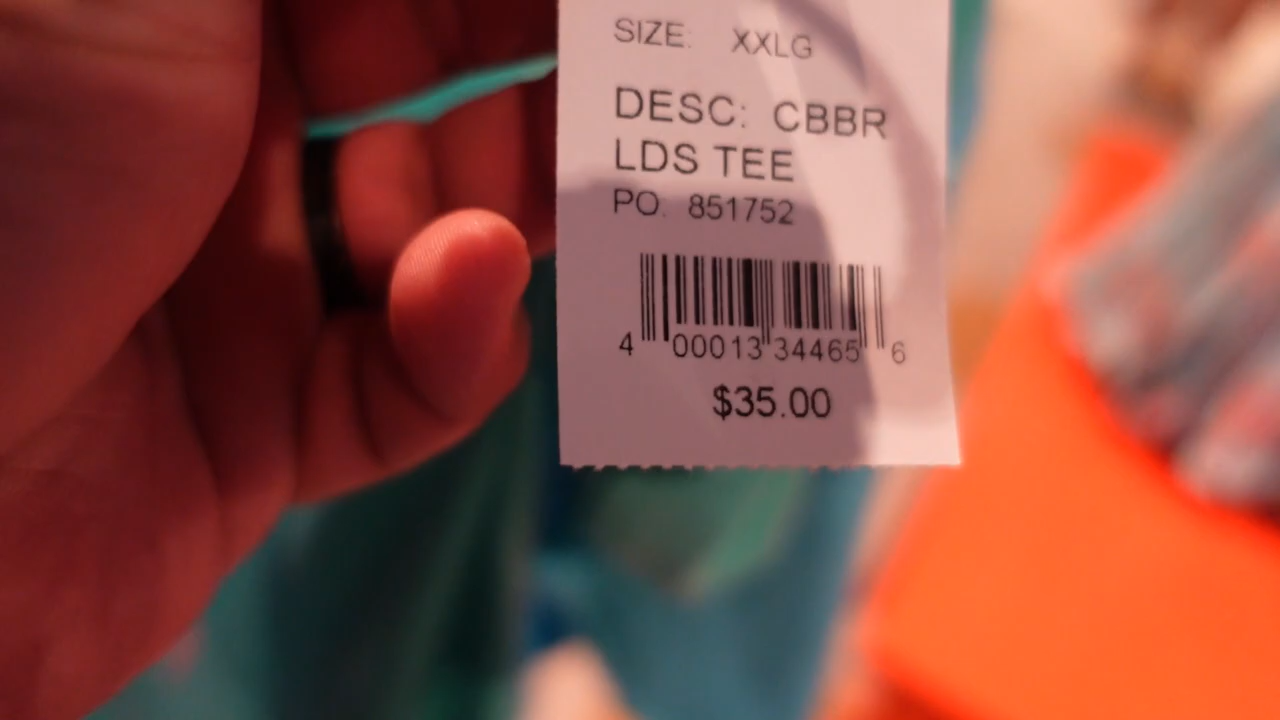 SIZE: XXLG
DESC: CBBR
LDS TEE
PO: 851752
4 00013 34465 6
$35.00